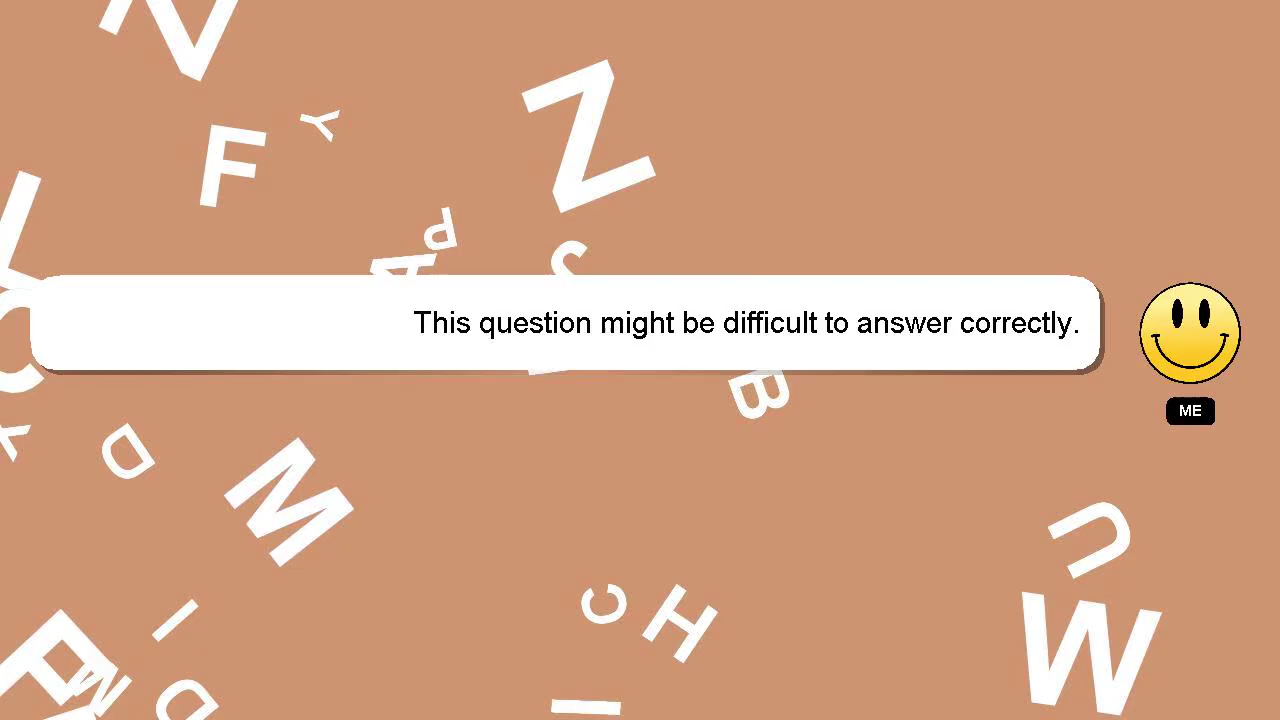 N
F
Y
Z
L
P
A
J
This question might be difficult to answer correctly.
ME
C
B
Y
D
M
U
C
H
W
I
P
M
D
I